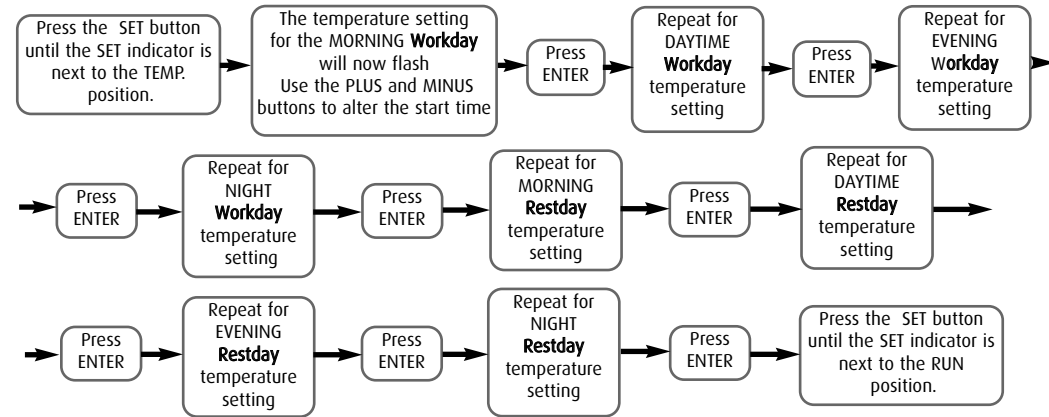 Press the SET button
until the SET indicator is
next to the TEMP.
position.
The temperature setting
for the MORNING Workday
will now flash
Use the PLUS and MINUS
buttons to alter the start time
Press
ENTER
Repeat for
DAYTIME
Workday
temperature
setting
Press
ENTER
Repeat for
EVENING
Workday
temperature
setting
Press
ENTER
Repeat for
NIGHT
Workday
temperature
setting
Press
ENTER
Repeat for
MORNING
Restday
temperature
setting
Press
ENTER
Repeat for
DAYTIME
Restday
temperature
setting
Press
ENTER
Repeat for
EVENING
Restday
temperature
setting
Press
ENTER
Repeat for
NIGHT
Restday
temperature
setting
Press
ENTER
Press the SET button
until the SET indicator is
next to the RUN
position.